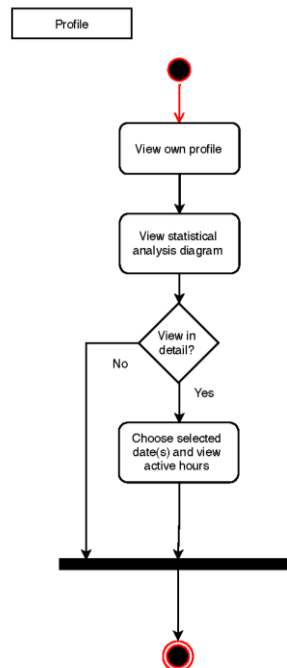 Profile
View own profile
View statistical
analysis diagram
View in
detail?
No
Yes
Choose selected
date(s) and view
active hours